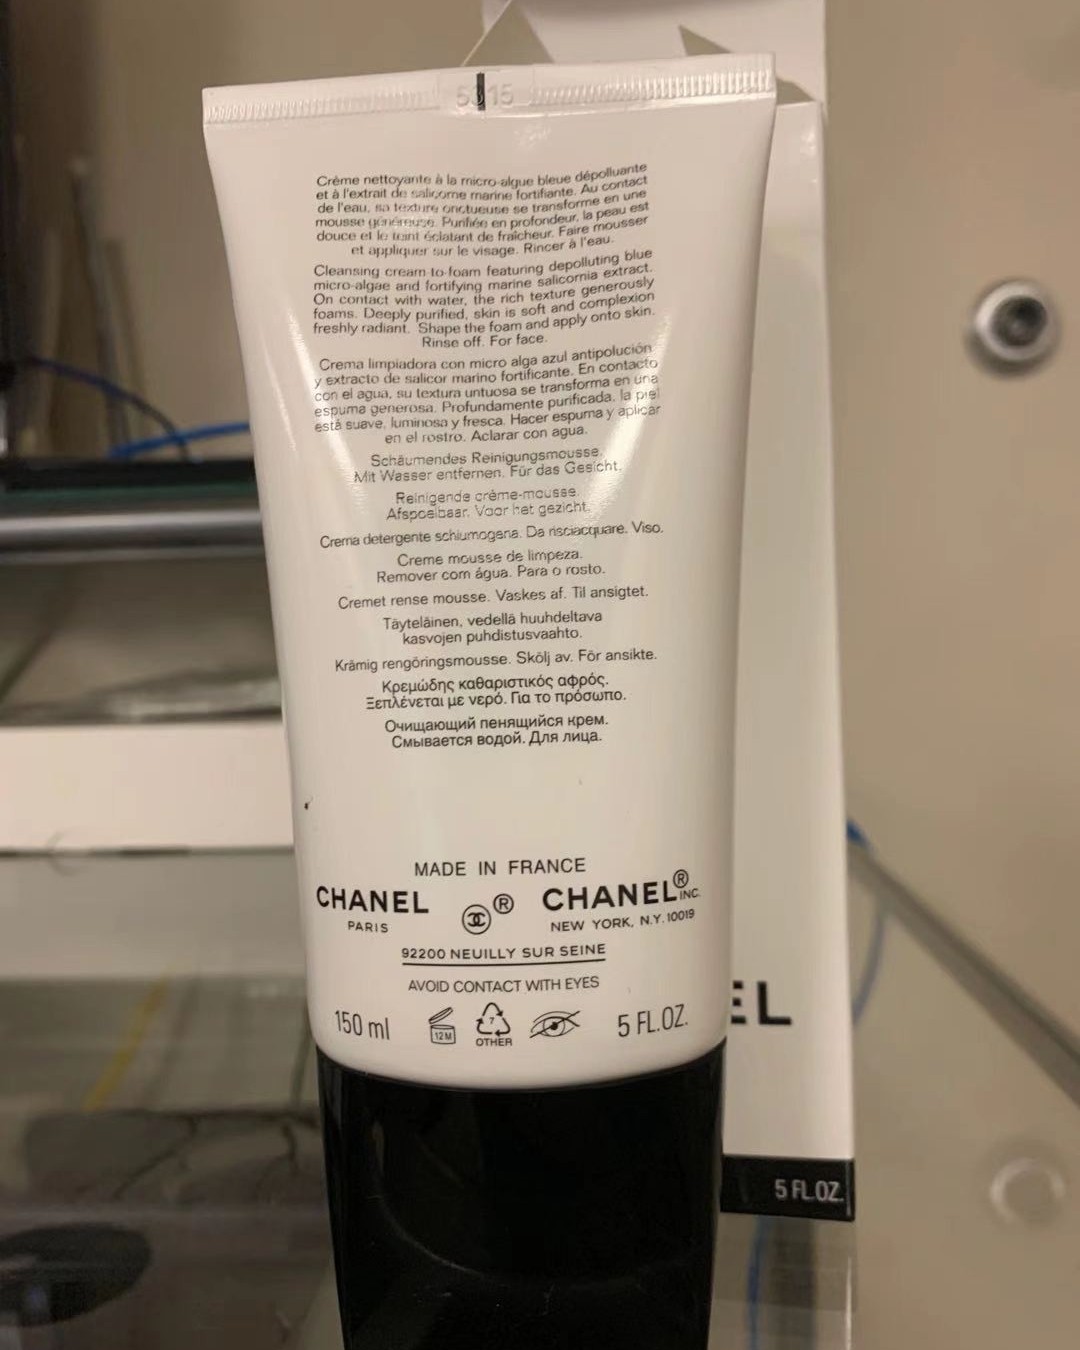 5315
Crème nettoyante à la micro-algue bleue dépolluante
et à l'extrait de salicorne marine fortifiante. Au contact
de l'eau, sa texture onctueuse se transforme en une
mousse généreuse. Purifiée en profondeur, la peau est
douce et le teint éclatant de fraîcheur. Faire mousser
et appliquer sur le visage. Rincer à l'eau.
Cleansing cream-to-foam featuring depolluting blue
micro-algae and fortifying marine salicornia extract.
On contact with water, the rich texture generously
foams. Deeply purified, skin is soft and complexion
freshly radiant. Shape the foam and apply onto skin.
Rinse off. For face.
Crema limpiadora con micro alga azul antipolución
y extracto de salicor marino fortificante. En contacto
con el agua, su textura untuosa se transforma en una
espuma generosa. Profundamente purificada, la piel
está suave, luminosa y fresca. Hacer espuma y aplicar
en el rostro. Aclarar con agua.
Schäumendes Reinigungsmousse.
Mit Wasser entfernen. Für das Gesicht.
Reinigende crème-mousse.
Afspoelbaar. Voor het gezicht.
Crema detergente schiumogena. Da risciacquare. Viso.
Creme mousse de limpeza.
Remover com água. Para o rosto.
Cremet rense mousse. Vaskes af. Til ansigtet.
Täyteläinen, vedellä huuhdeltava
kasvojen puhdistusvaahto.
Krämig rengöringsmousse. Skölj av. För ansikte.
Κρεμώδης καθαριστικός αφρός.
Ξεπλένεται με νερό. Για το πρόσωπο.
Очищающий пенящийся крем.
Смывается водой. Для лица.
MADE IN FRANCE
CHANEL ® CHANEL® INC.
PARIS NEW YORK, N.Y. 10019
92200 NEUILLY SUR SEINE
AVOID CONTACT WITH EYES
150 ml 12M 7 OTHER 5 FL.OZ.
EL
5 FL.OZ.